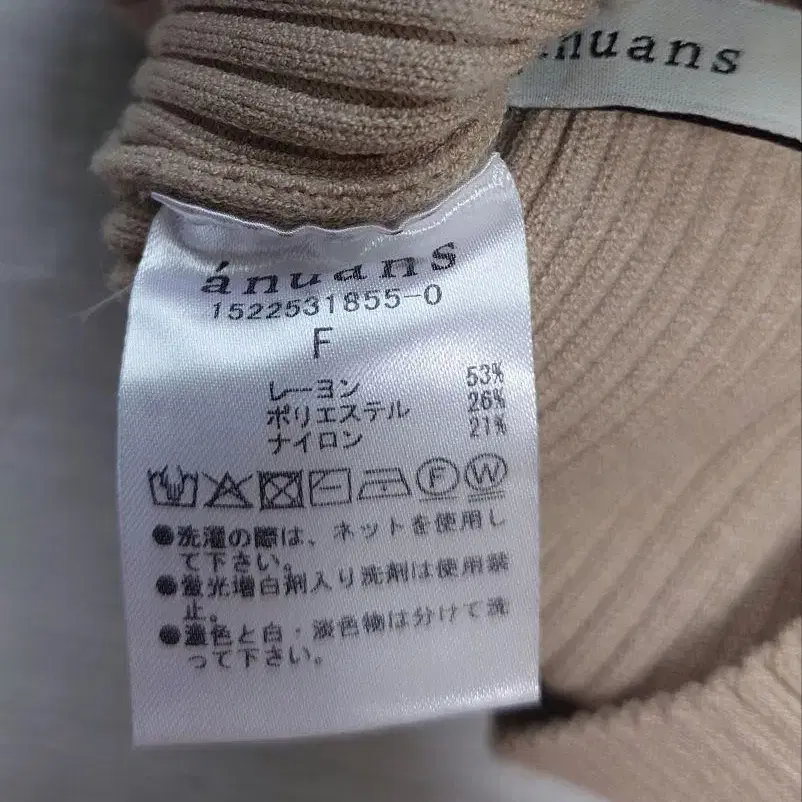 ánuans
ánuans
1522531855-0
F
レーヨン 53%
ポリエステル 26%
ナイロン 21%
F W
●洗濯の際は、ネットを使用し
て下さい。
●蛍光増白剤入り洗剤は使用禁
止。
●濃色と白・淡色物は分けて洗
って下さい。